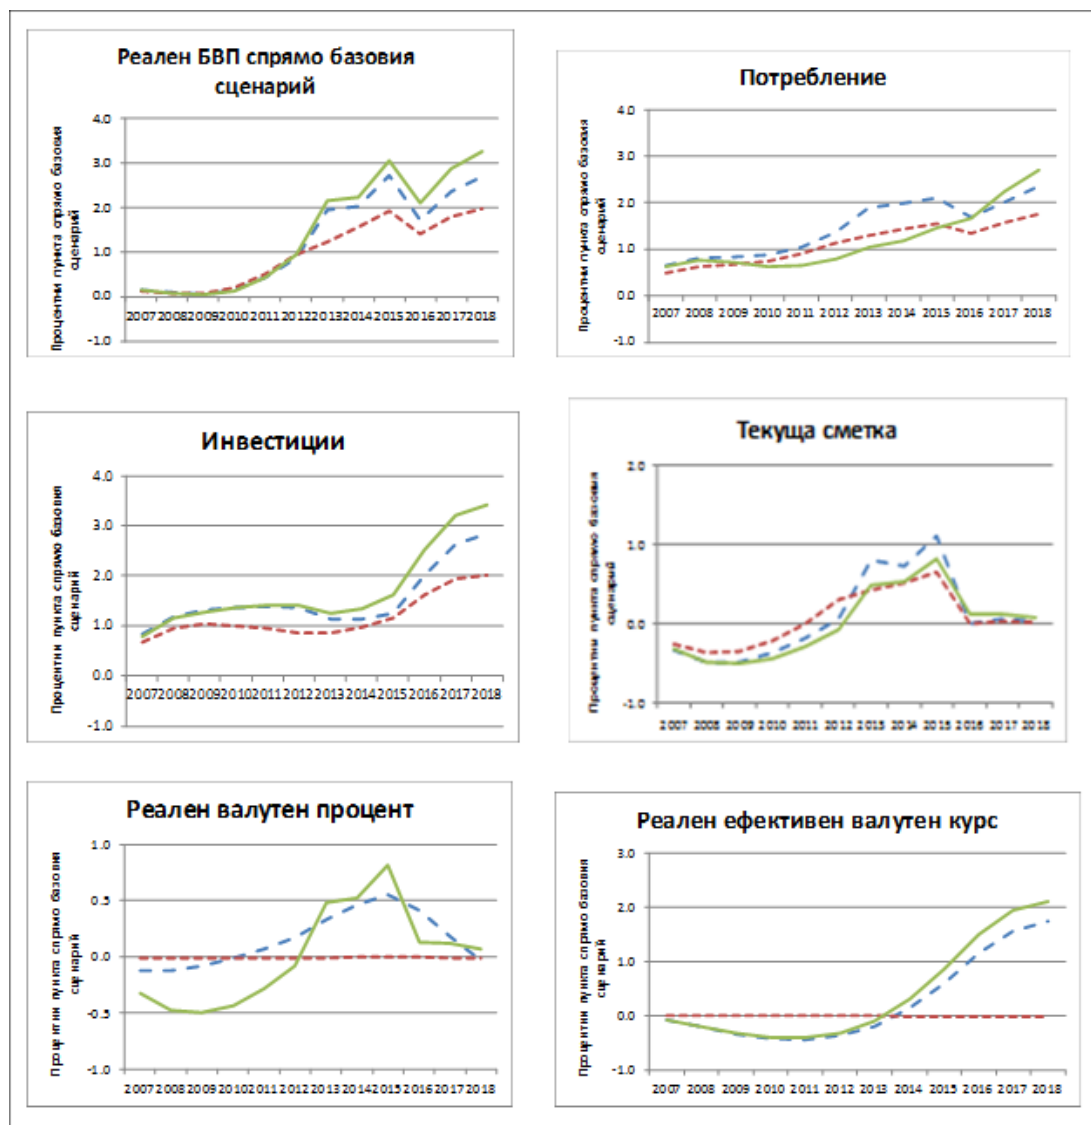 Реален БВП спрямо базовия
сценарий
Процентни пункта спрямо базовия
сценарий
4.0
3.0
2.0
1.0
0.0
-1.0
2007 2008 2009 2010 2011 2012 2013 2014 2015 2016 2017 2018
Потребление
Процентни пункта спрямо базовия
сценарий
4.0
3.0
2.0
1.0
0.0
-1.0
2007 2008 2009 2010 2011 2012 2013 2014 2015 2016 2017 2018
Инвестиции
Процентни пункта спрямо базовия
сценарий
4.0
3.0
2.0
1.0
0.0
-1.0
2007 2008 2009 2010 2011 2012 2013 2014 2015 2016 2017 2018
Текуща сметка
Процентни пункта спрямо базовия
сценарий
2.0
1.0
0.0
-1.0
2007 2008 2009 2010 2011 2012 2013 2014 2015 2016 2017 2018
Реален валутен процент
Процентни пункта спрямо базовия
сценарий
1.0
0.5
0.0
-0.5
-1.0
2007 2008 2009 2010 2011 2012 2013 2014 2015 2016 2017 2018
Реален ефективен валутен курс
Процентни пункта спрямо базовия
сценарий
3.0
2.0
1.0
0.0
-1.0
2007 2008 2009 2010 2011 2012 2013 2014 2015 2016 2017 2018